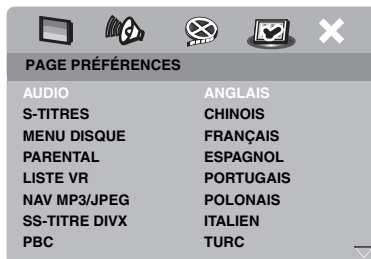 PAGE PRÉFÉRENCES
AUDIO ANGLAIS
S-TITRES CHINOIS
MENU DISQUE FRANÇAIS
PARENTAL ESPAGNOL
LISTE VR PORTUGAIS
NAV MP3/JPEG POLONAIS
SS-TITRE DIVX ITALIEN
PBC TURC